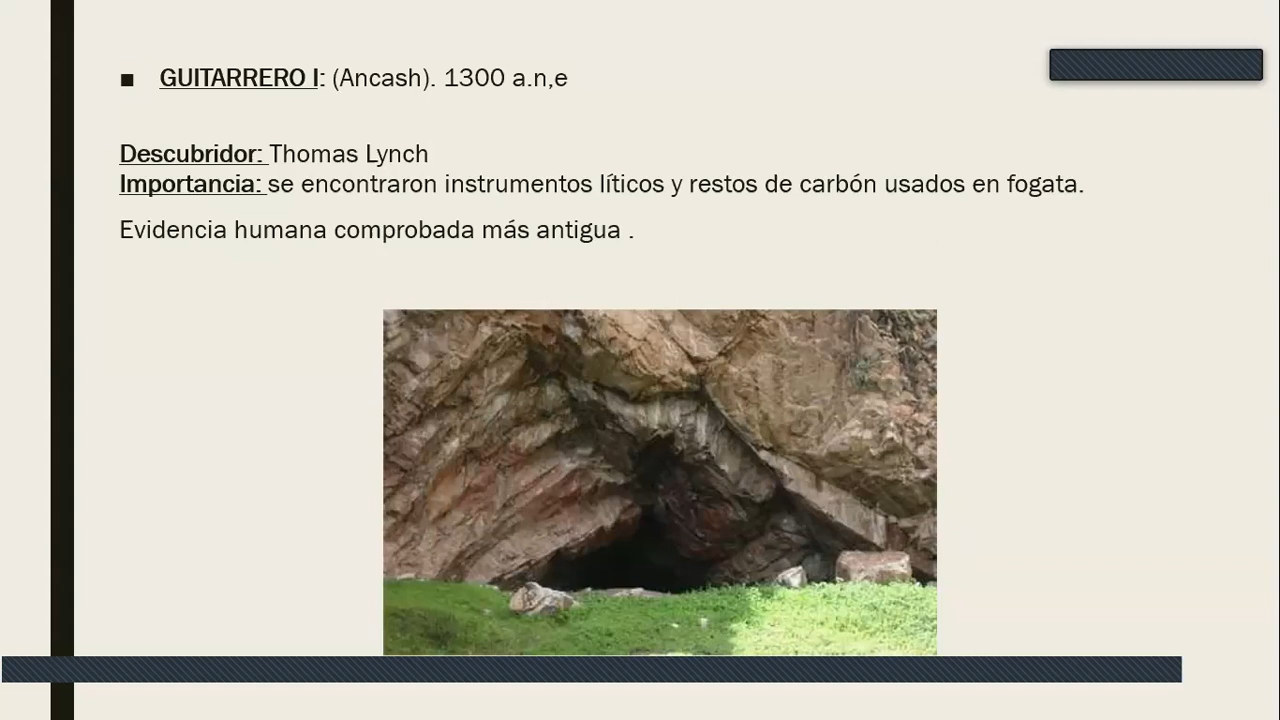 ■ GUITARRERO I: (Ancash). 1300 a.n,e
Descubridor: Thomas Lynch
Importancia: se encontraron instrumentos líticos y restos de carbón usados en fogata.
Evidencia humana comprobada más antigua .